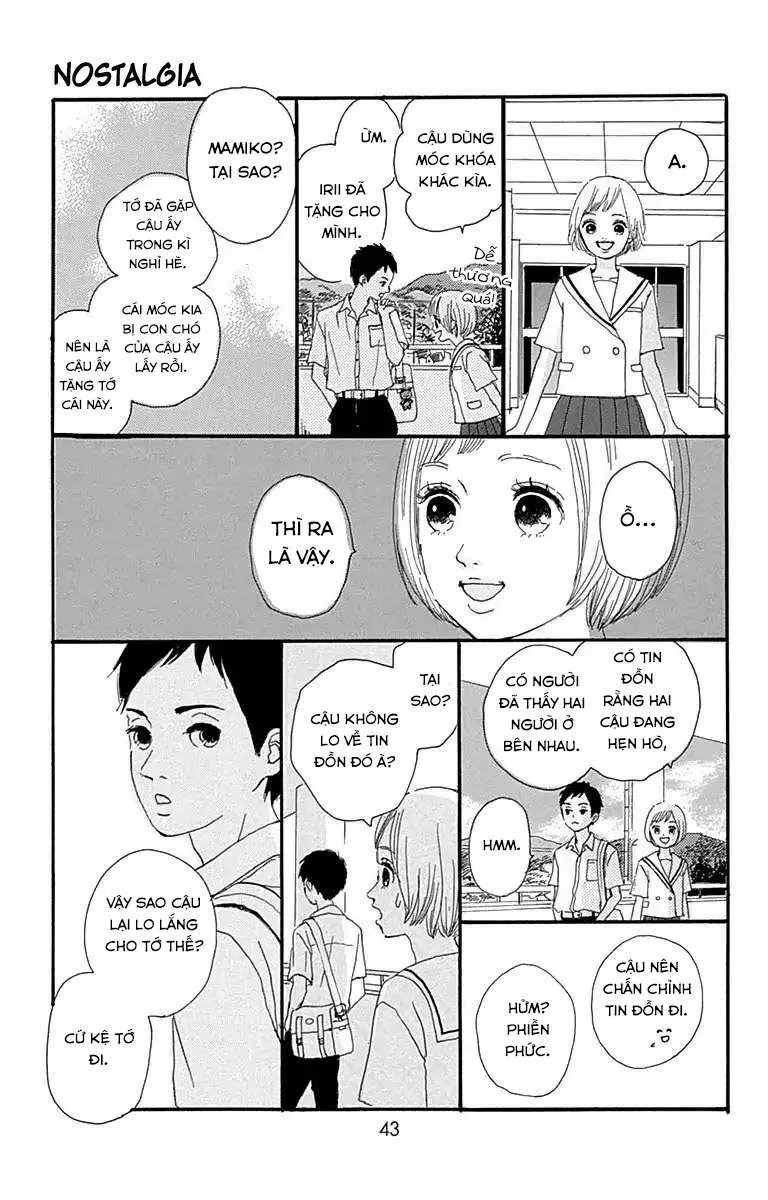 NOSTALGIA
A.
CẬU DÙNG
MÓC KHÓA
KHÁC KÌA.
Dễ
thương
Quá!
ỪM.
IRII ĐÃ
TẶNG CHO
MÌNH.
MAMIKO?
TẠI SAO?
TỚ ĐÃ GẶP
CẬU ẤY
TRONG KÌ
NGHỈ HÈ.
CÁI MÓC KIA
BỊ CON CHÓ
CỦA CẬU ẤY
LẤY RỒI.
NÊN LÀ
CẬU ẤY
TẶNG TỚ
CÁI NÀY.
Ồ...
THÌ RA
LÀ VẬY.
CÓ TIN
ĐỒN
RẰNG HAI
CẬU ĐANG
HẸN HÒ,
CÓ NGƯỜI
ĐÃ THẤY HAI
NGƯỜI Ở
BÊN NHAU.
HMM.
CẬU NÊN
CHẤN CHỈNH
TIN ĐỒN ĐI.
HỬM?
PHIỀN
PHỨC.
TẠI
SAO?
CẬU KHÔNG
LO VỀ TIN
ĐỒN ĐÓ À?
VẬY SAO CẬU
LẠI LO LẮNG
CHO TỚ THẾ?
CỨ KỆ TỚ
ĐI.
43